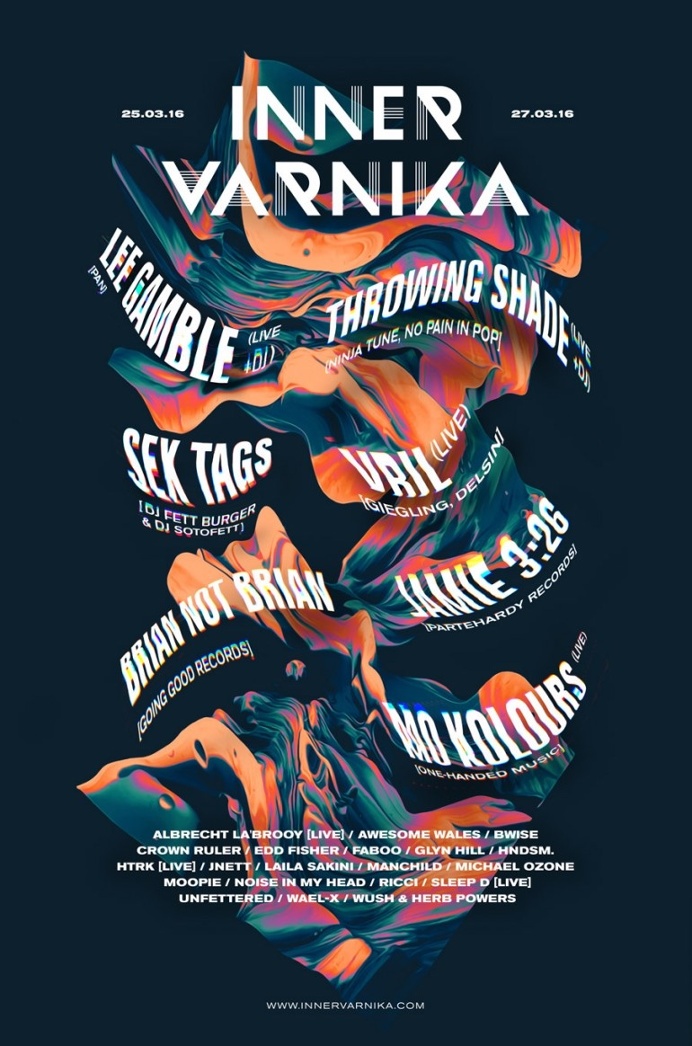 25.03.16
INNER
27.03.16
VARNIKA
LEE GAMBLE (LIVE + DJ)
[PAN]
THROWING SHADE (LIVE + DJ)
[NINJA TUNE, NO PAIN IN POP]
SEX TAGS
[DJ FETT BURGER
& DJ SOTOFETT]
VRIL (LIVE)
[GIEGLING, DELSIN]
BRIAN NOT BRIAN
[GOING GOOD RECORDS]
JAMIE 3:26
[PARTEHARDY RECORDS]
MO KOLOURS (LIVE)
[ONE-HANDED MUSIC]
ALBRECHT LA'BROOY [LIVE] / AWESOME WALES / BWISE
CROWN RULER / EDD FISHER / FABOO / GLYN HILL / HNDSM.
HTRK [LIVE] / JNETT / LAILA SAKINI / MANCHILD / MICHAEL OZONE
MOOPIE / NOISE IN MY HEAD / RICCI / SLEEP D [LIVE]
UNFETTERED / WAEL-X / WUSH & HERB POWERS
WWW.INNERVARNIKA.COM